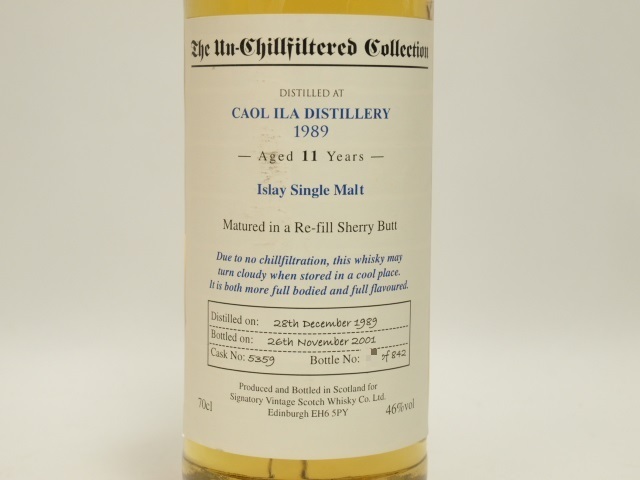 The Un-Chillfiltered Collection
DISTILLED AT
CAOL ILA DISTILLERY
1989
— Aged 11 Years —
Islay Single Malt
Matured in a Re-fill Sherry Butt
Due to no chillfiltration, this whisky may
turn cloudy when stored in a cool place.
It is both more full bodied and full flavoured.
Distilled on: 28th December 1989
Bottled on: 26th November 2001
Cask No: 5359 Bottle No: of 842
Produced and Bottled in Scotland for
Signatory Vintage Scotch Whisky Co. Ltd.
70cl Edinburgh EH6 5PY 46%vol